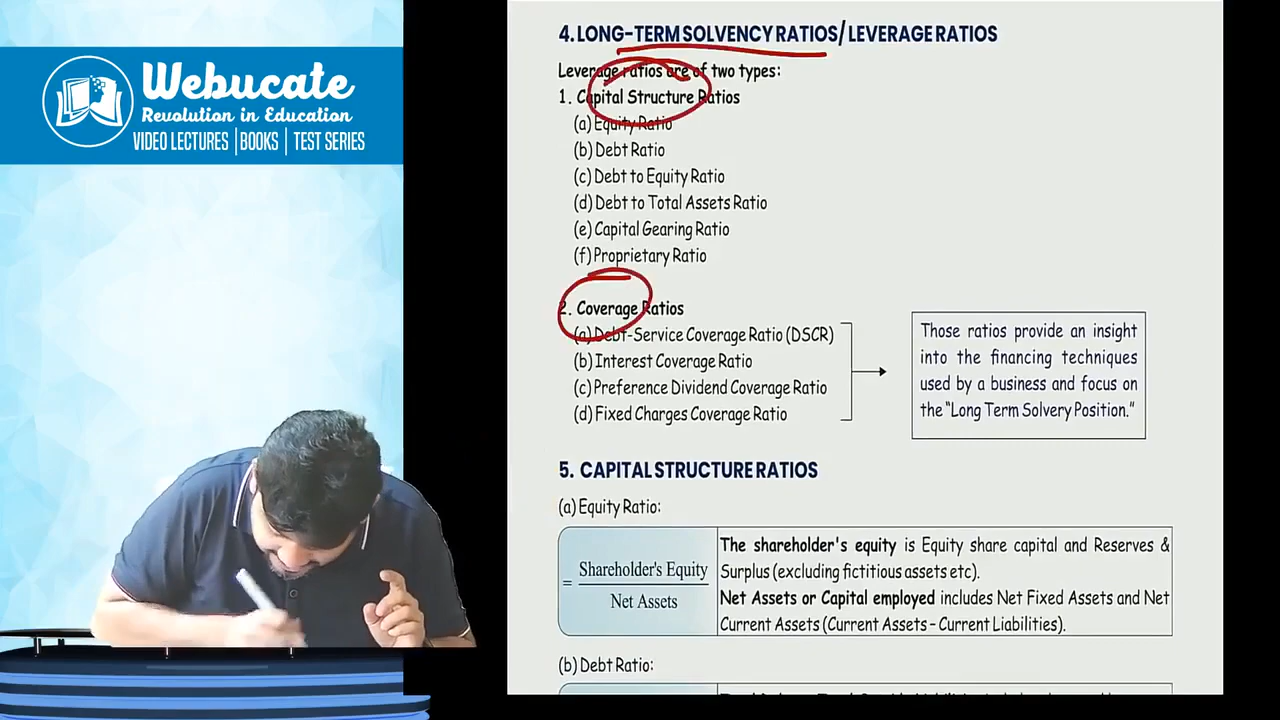 Webucate
Revolution in Education
VIDEO LECTURES | BOOKS | TEST SERIES
4. LONG-TERM SOLVENCY RATIOS/ LEVERAGE RATIOS
Leverage ratios are of two types:
1. Capital Structure Ratios
(a) Equity Ratio
(b) Debt Ratio
(c) Debt to Equity Ratio
(d) Debt to Total Assets Ratio
(e) Capital Gearing Ratio
(f) Proprietary Ratio
2. Coverage Ratios
(a) Debt-Service Coverage Ratio (DSCR)
(b) Interest Coverage Ratio
(c) Preference Dividend Coverage Ratio
(d) Fixed Charges Coverage Ratio
Those ratios provide an insight
into the financing techniques
used by a business and focus on
the “Long Term Solvery Position.”
5. CAPITAL STRUCTURE RATIOS
(a) Equity Ratio:
= Shareholder's Equity
Net Assets
The shareholder's equity is Equity share capital and Reserves &
Surplus (excluding fictitious assets etc).
Net Assets or Capital employed includes Net Fixed Assets and Net
Current Assets (Current Assets – Current Liabilities).
(b) Debt Ratio: